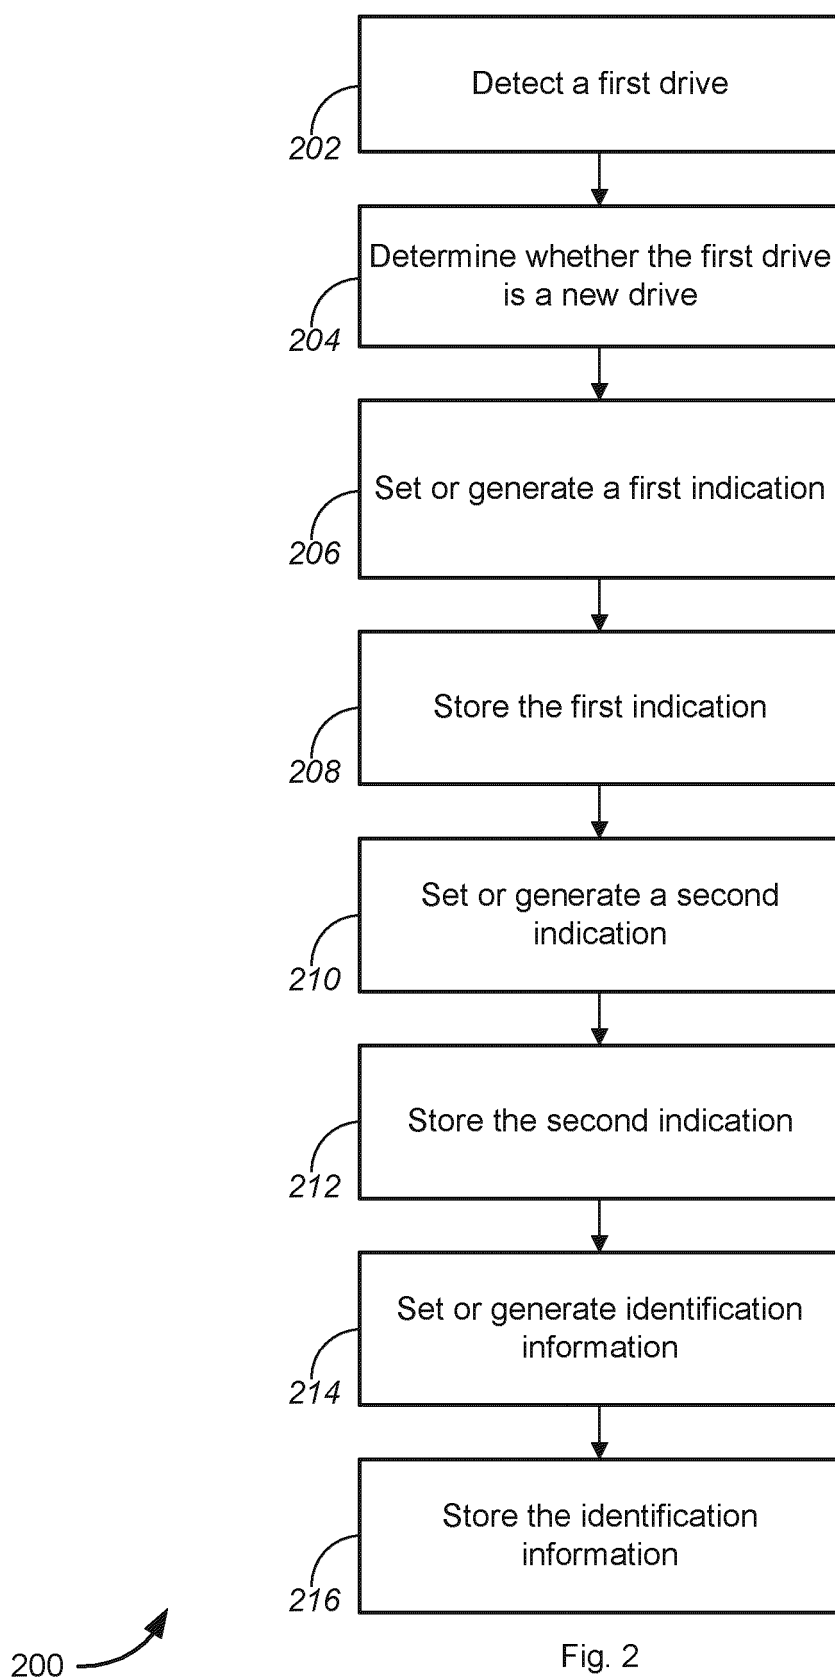 Detect a first drive
202
Determine whether the first drive
is a new drive
204
Set or generate a first indication
206
Store the first indication
208
Set or generate a second
indication
210
Store the second indication
212
Set or generate identification
information
214
Store the identification
information
216
200
Fig. 2